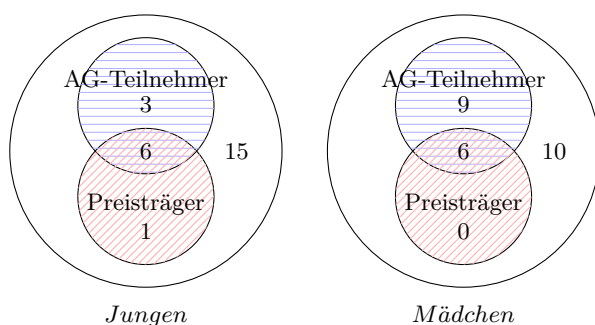 AG-Teilnehmer
3
6
15
Preisträger
1
Jungen
AG-Teilnehmer
9
6
10
Preisträger
0
Mädchen